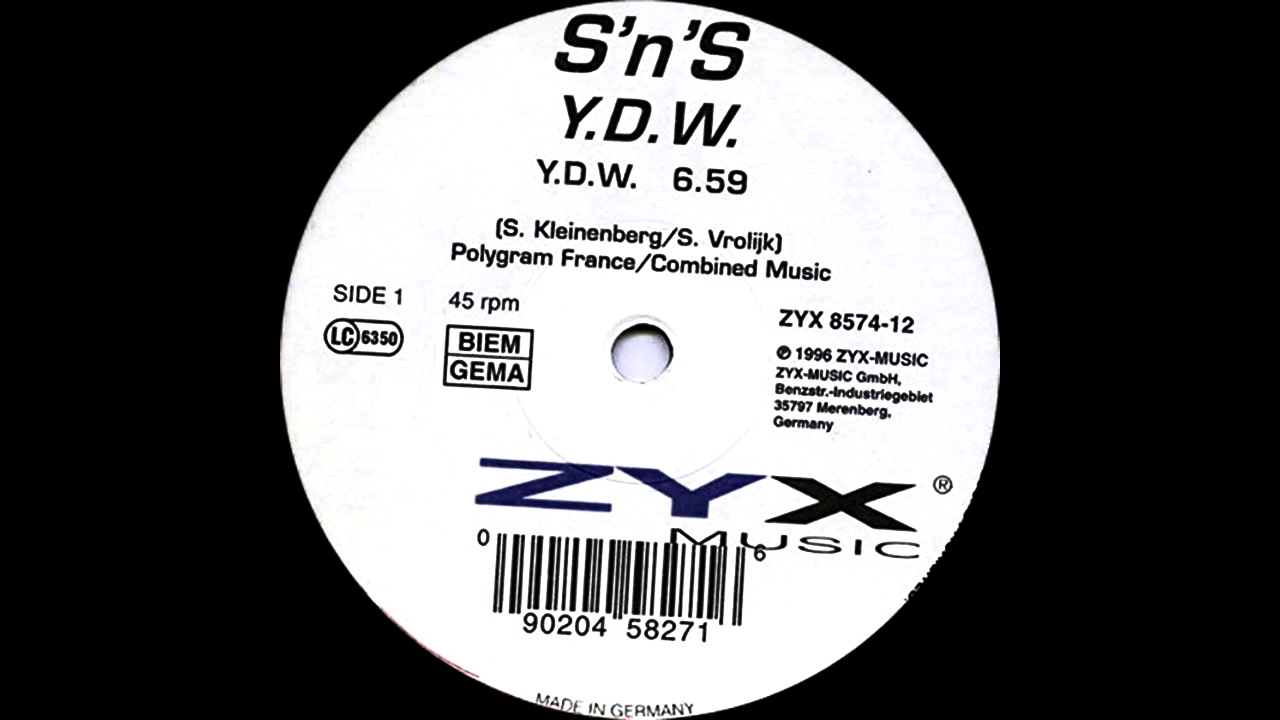 S'n'S
Y.D.W.
Y.D.W. 6.59
(S. Kleinenberg/S. Vrolijk)
Polygram France/Combined Music
SIDE 1
45 rpm
LC 6350
BIEM
GEMA
ZYX 8574-12
℗ 1996 ZYX-MUSIC
ZYX-MUSIC GmbH,
Benzstr.-Industriegebiet
35797 Merenberg,
Germany
ZYX ®
MUSIC
0 6
90204 58271
MADE IN GERMANY